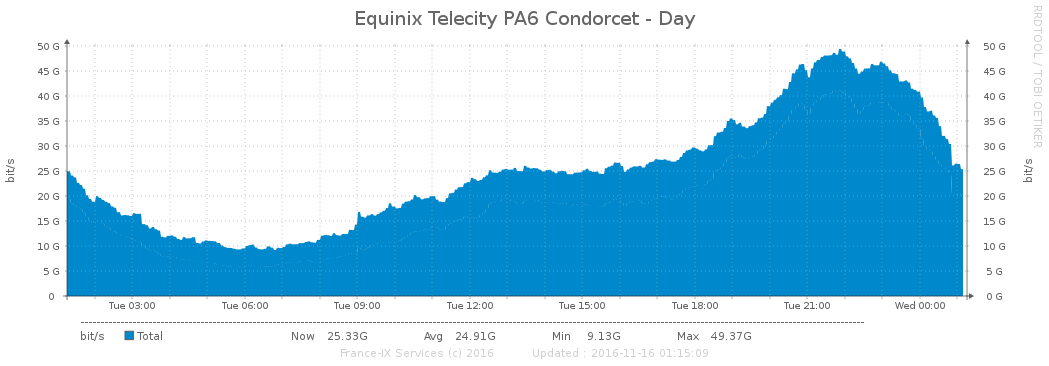 Equinix Telecity PA6 Condorcet - Day
RRDTOOL / TOBI OETIKER
bit/s
50 G
45 G
40 G
35 G
30 G
25 G
20 G
15 G
10 G
5 G
0
50 G
45 G
40 G
35 G
30 G
25 G
20 G
15 G
10 G
5 G
0 G
bit/s
Tue 03:00 Tue 06:00 Tue 09:00 Tue 12:00 Tue 15:00 Tue 18:00 Tue 21:00 Wed 00:00
bit/s Total Now 25.33G Avg 24.91G Min 9.13G Max 49.37G
France-IX Services (c) 2016 Updated : 2016-11-16 01:15:09